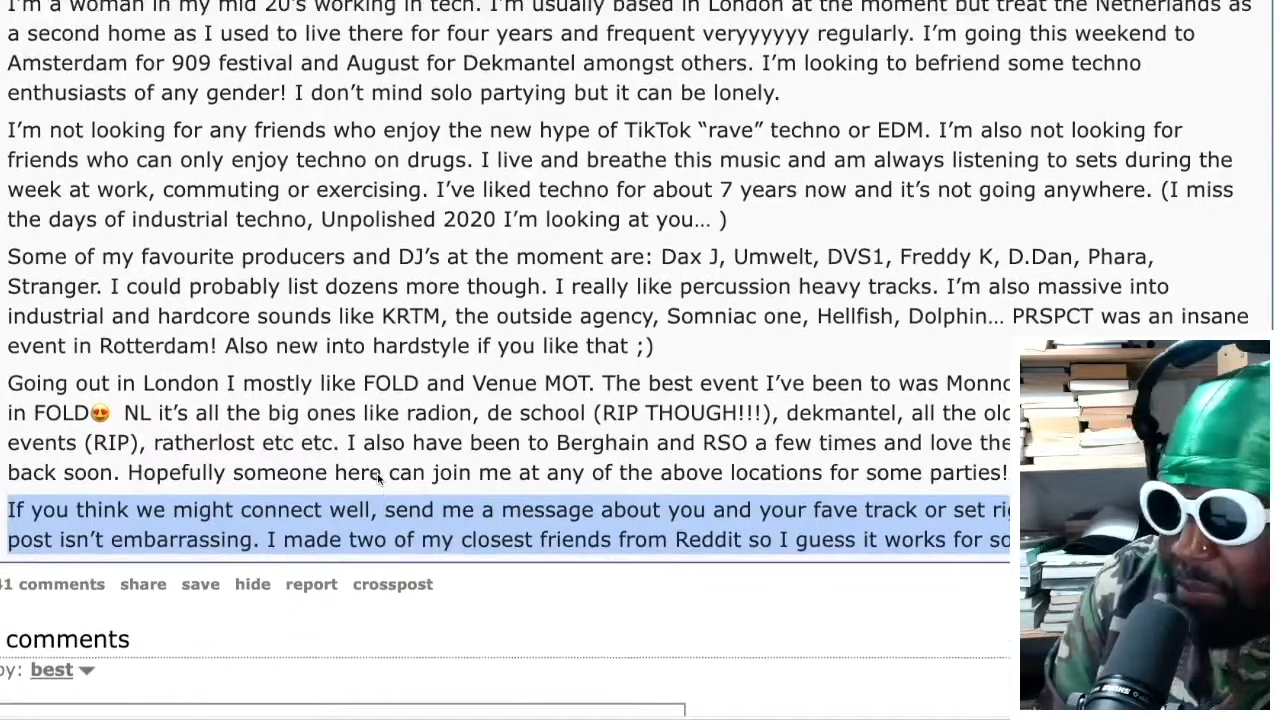 I'm a woman in my mid 20's working in tech. I'm usually based in London at the moment but treat the Netherlands as
a second home as I used to live there for four years and frequent veryyyyyy regularly. I'm going this weekend to
Amsterdam for 909 festival and August for Dekmantel amongst others. I'm looking to befriend some techno
enthusiasts of any gender! I don't mind solo partying but it can be lonely.
I'm not looking for any friends who enjoy the new hype of TikTok “rave” techno or EDM. I'm also not looking for
friends who can only enjoy techno on drugs. I live and breathe this music and am always listening to sets during the
week at work, commuting or exercising. I've liked techno for about 7 years now and it's not going anywhere. (I miss
the days of industrial techno, Unpolished 2020 I'm looking at you… )
Some of my favourite producers and DJ's at the moment are: Dax J, Umwelt, DVS1, Freddy K, D.Dan, Phara,
Stranger. I could probably list dozens more though. I really like percussion heavy tracks. I'm also massive into
industrial and hardcore sounds like KRTM, the outside agency, Somniac one, Hellfish, Dolphin… PRSPCT was an insane
event in Rotterdam! Also new into hardstyle if you like that ;)
Going out in London I mostly like FOLD and Venue MOT. The best event I've been to was
in FOLD😍 NL it's all the big ones like radion, de school (RIP THOUGH!!!), dekmantel, all the
events (RIP), ratherlost etc etc. I also have been to Berghain and RSO a few times and love
back soon. Hopefully someone here can join me at any of the above locations for some parties!
If you think we might connect well, send me a message about you and your fave track or set
post isn't embarrassing. I made two of my closest friends from Reddit so I guess it works for
41 comments share save hide report crosspost
comments
by: best